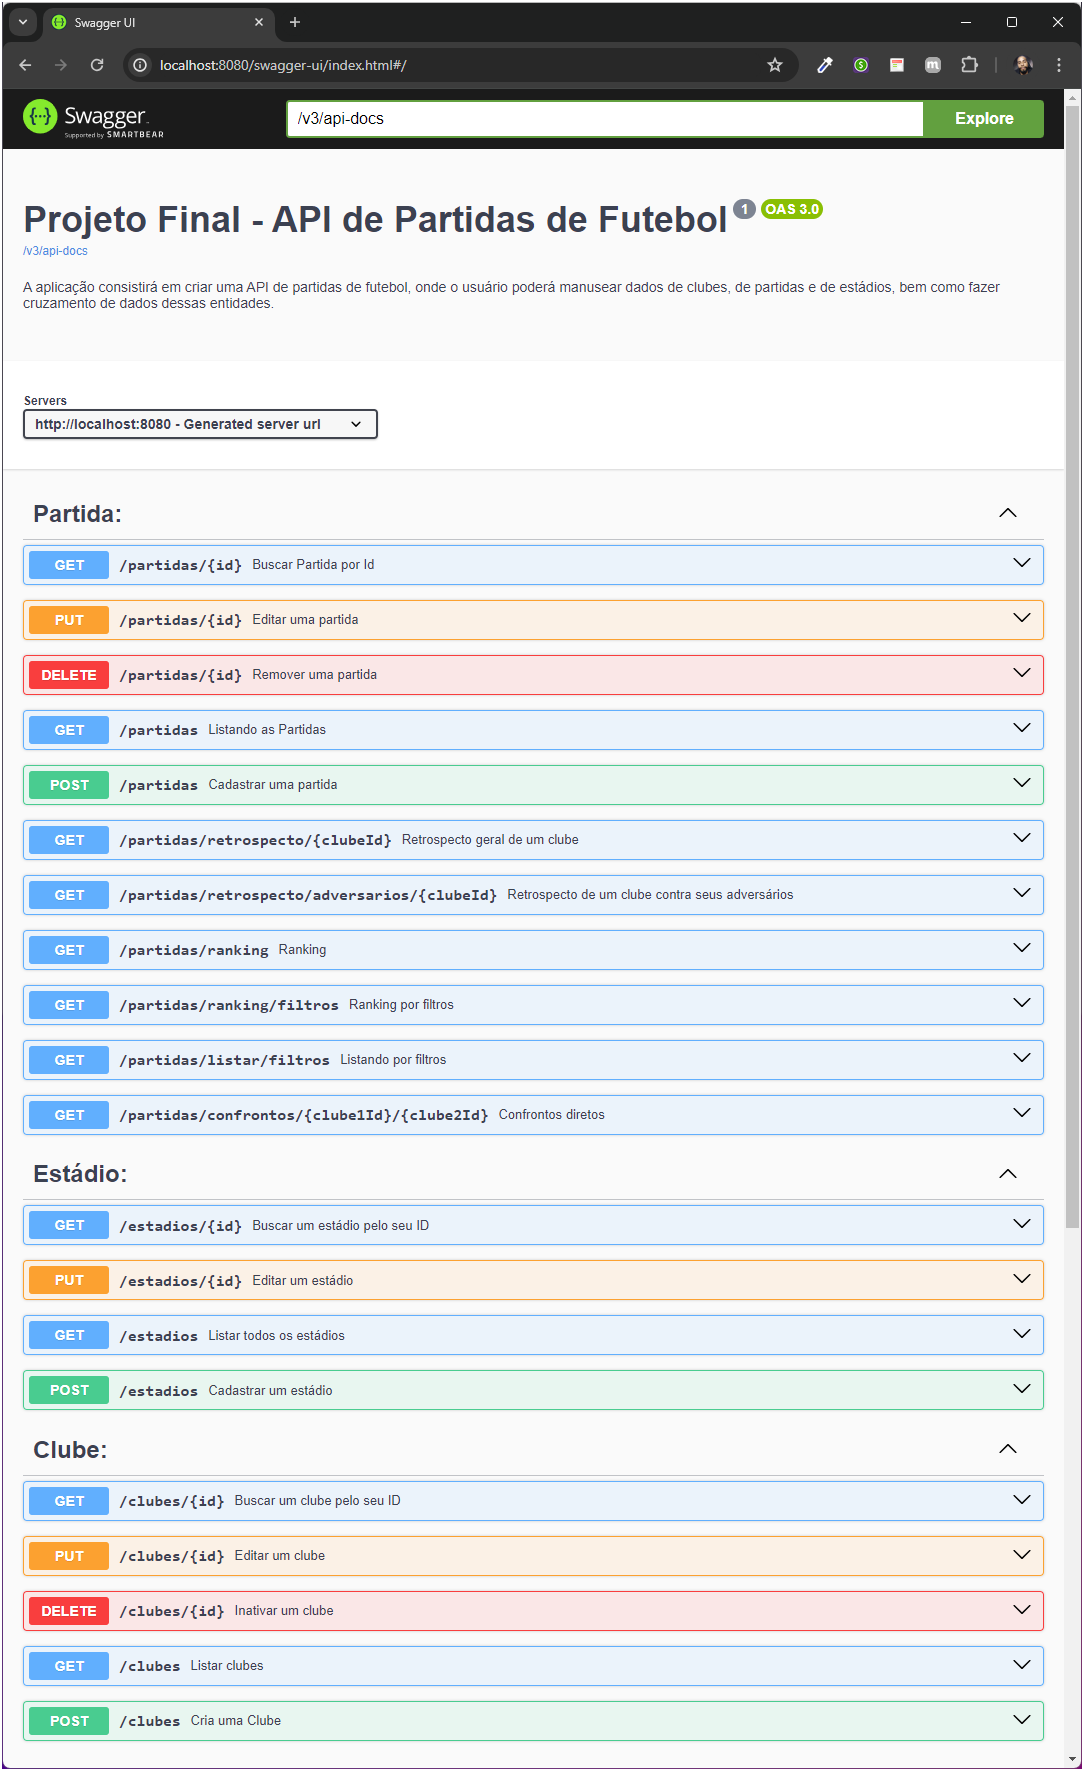 Swagger UI
localhost:8080/swagger-ui/index.html#/
Swagger
Supported by SMARTBEAR
/v3/api-docs
Explore
Projeto Final - API de Partidas de Futebol 1 OAS 3.0
/v3/api-docs
A aplicação consistirá em criar uma API de partidas de futebol, onde o usuário poderá manusear dados de clubes, de partidas e de estádios, bem como fazer
cruzamento de dados dessas entidades.
Servers
http://localhost:8080 - Generated server url
Partida:
GET /partidas/{id} Buscar Partida por Id
PUT /partidas/{id} Editar uma partida
DELETE /partidas/{id} Remover uma partida
GET /partidas Listando as Partidas
POST /partidas Cadastrar uma partida
GET /partidas/retrospecto/{clubeId} Retrospecto geral de um clube
GET /partidas/retrospecto/adversarios/{clubeId} Retrospecto de um clube contra seus adversários
GET /partidas/ranking Ranking
GET /partidas/ranking/filtros Ranking por filtros
GET /partidas/listar/filtros Listando por filtros
GET /partidas/confrontos/{clube1Id}/{clube2Id} Confrontos diretos
Estádio:
GET /estadios/{id} Buscar um estádio pelo seu ID
PUT /estadios/{id} Editar um estádio
GET /estadios Listar todos os estádios
POST /estadios Cadastrar um estádio
Clube:
GET /clubes/{id} Buscar um clube pelo seu ID
PUT /clubes/{id} Editar um clube
DELETE /clubes/{id} Inativar um clube
GET /clubes Listar clubes
POST /clubes Cria uma Clube